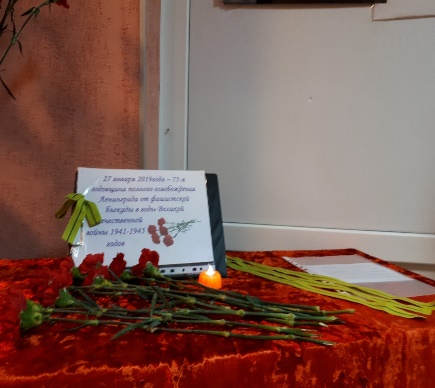 27 января 2019года – 75-я
годовщина полного освобождения
Ленинграда от фашистской
блокады в годы Великой
Отечественной
войны 1941-1945
годов